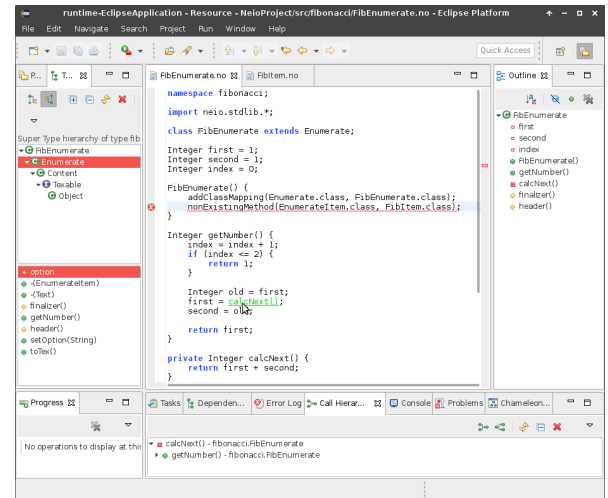 runtime-EclipseApplication - Resource - NeioProject/src/fibonacci/FibEnumerate.no - Eclipse Platform
File Edit Navigate Search Project Run Window Help
Quick Access
P... T...
Super Type hierarchy of type fib
FibEnumerate
Enumerate
Content
Texable
Object
option
-(EnumerateItem)
-(Text)
finalizer()
getNumber()
header()
setOption(String)
toTex()
FibEnumerate.no FibItem.no
namespace fibonacci;
import neio.stdlib.*;
class FibEnumerate extends Enumerate;
Integer first = 1;
Integer second = 1;
Integer index = 0;
FibEnumerate() {
addClassMapping(Enumerate.class, FibEnumerate.class);
nonExistingMethod(EnumerateItem.class, FibItem.class);
}
Integer getNumber() {
index = index + 1;
if (index <= 2) {
return 1;
}
Integer old = first;
first = calcNext();
second = old;
return first;
}
private Integer calcNext() {
return first + second;
}
Outline
FibEnumerate
first
second
index
FibEnumerate()
getNumber()
calcNext()
finalizer()
header()
Progress
No operations to display at this
Tasks Dependen... Error Log Call Hierar... Console Problems Chameleon...
calcNext() - fibonacci.FibEnumerate
getNumber() - fibonacci.FibEnumerate